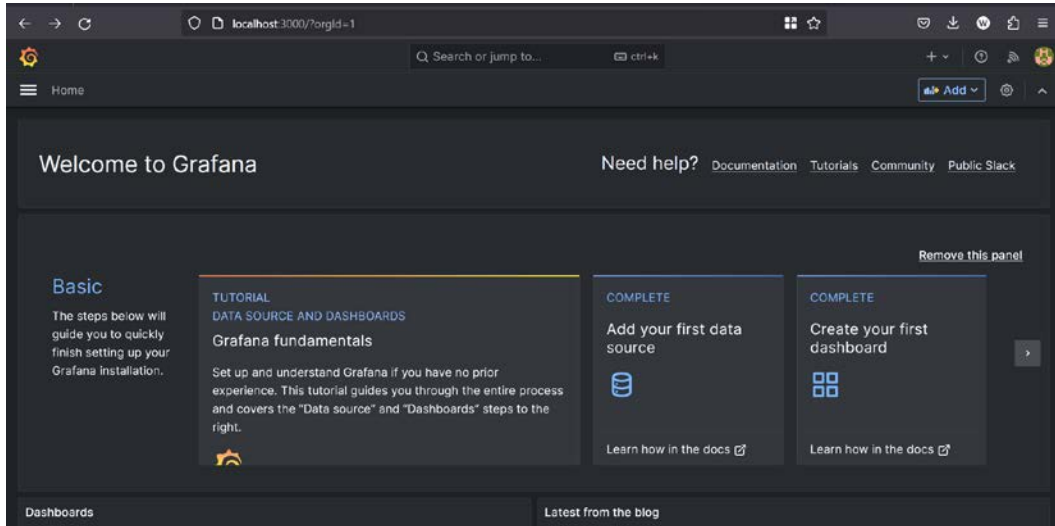 localhost:3000/?orgId=1
W
Search or jump to...
ctrl+k
Home
Add
Welcome to Grafana
Need help?
Documentation
Tutorials
Community
Public Slack
Remove this panel
Basic
The steps below will
guide you to quickly
finish setting up your
Grafana installation.
TUTORIAL
DATA SOURCE AND DASHBOARDS
Grafana fundamentals
Set up and understand Grafana if you have no prior
experience. This tutorial guides you through the entire process
and covers the "Data source" and "Dashboards" steps to the
right.
COMPLETE
Add your first data
source
Learn how in the docs
COMPLETE
Create your first
dashboard
Learn how in the docs
Dashboards
Latest from the blog